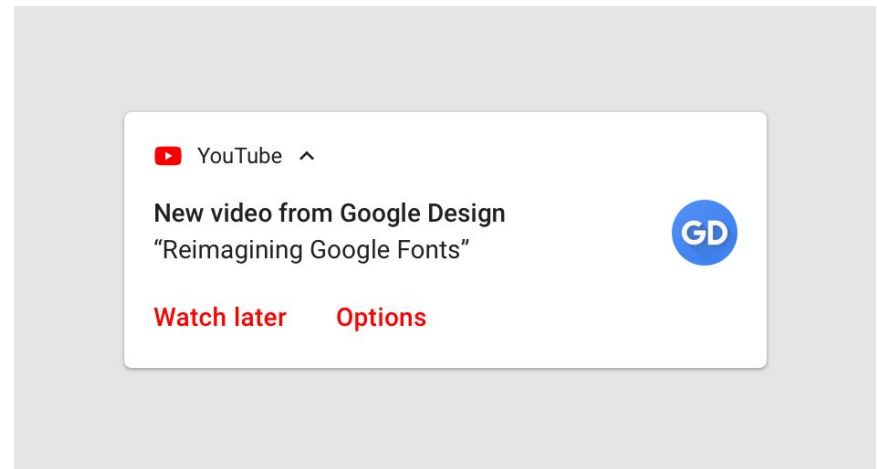 YouTube
New video from Google Design
“Reimagining Google Fonts”
GD
Watch later Options